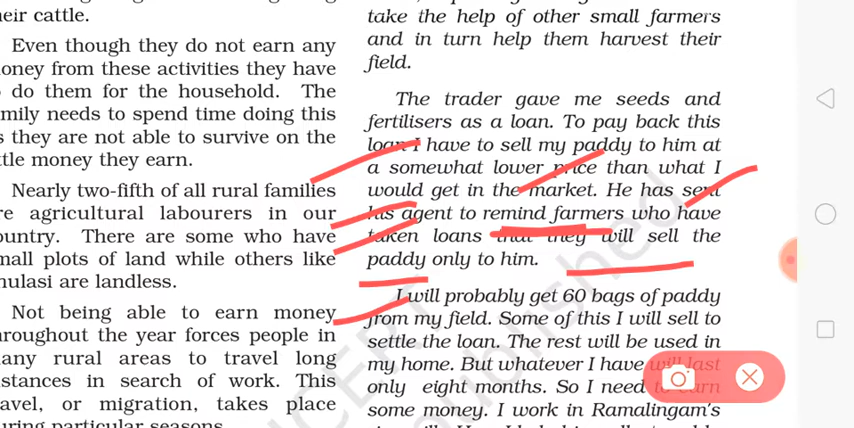 heir cattle.
Even though they do not earn any
oney from these activities they have
do them for the household. The
mily needs to spend time doing this
s they are not able to survive on the
ttle money they earn.
Nearly two-fifth of all rural families
re agricultural labourers in our
ountry. There are some who have
mall plots of land while others like
hulasi are landless.
Not being able to earn money
hroughout the year forces people in
any rural areas to travel long
istances in search of work. This
avel, or migration, takes place
uring particular seasons.
take the help of other small farmers
and in turn help them harvest their
field.
The trader gave me seeds and
fertilisers as a loan. To pay back this
loan I have to sell my paddy to him at
a somewhat lower price than what I
would get in the market. He has sent
his agent to remind farmers who have
taken loans that they will sell the
paddy only to him.
I will probably get 60 bags of paddy
from my field. Some of this I will sell to
settle the loan. The rest will be used in
my home. But whatever I have will last
only eight months. So I need to earn
some money. I work in Ramalingam's